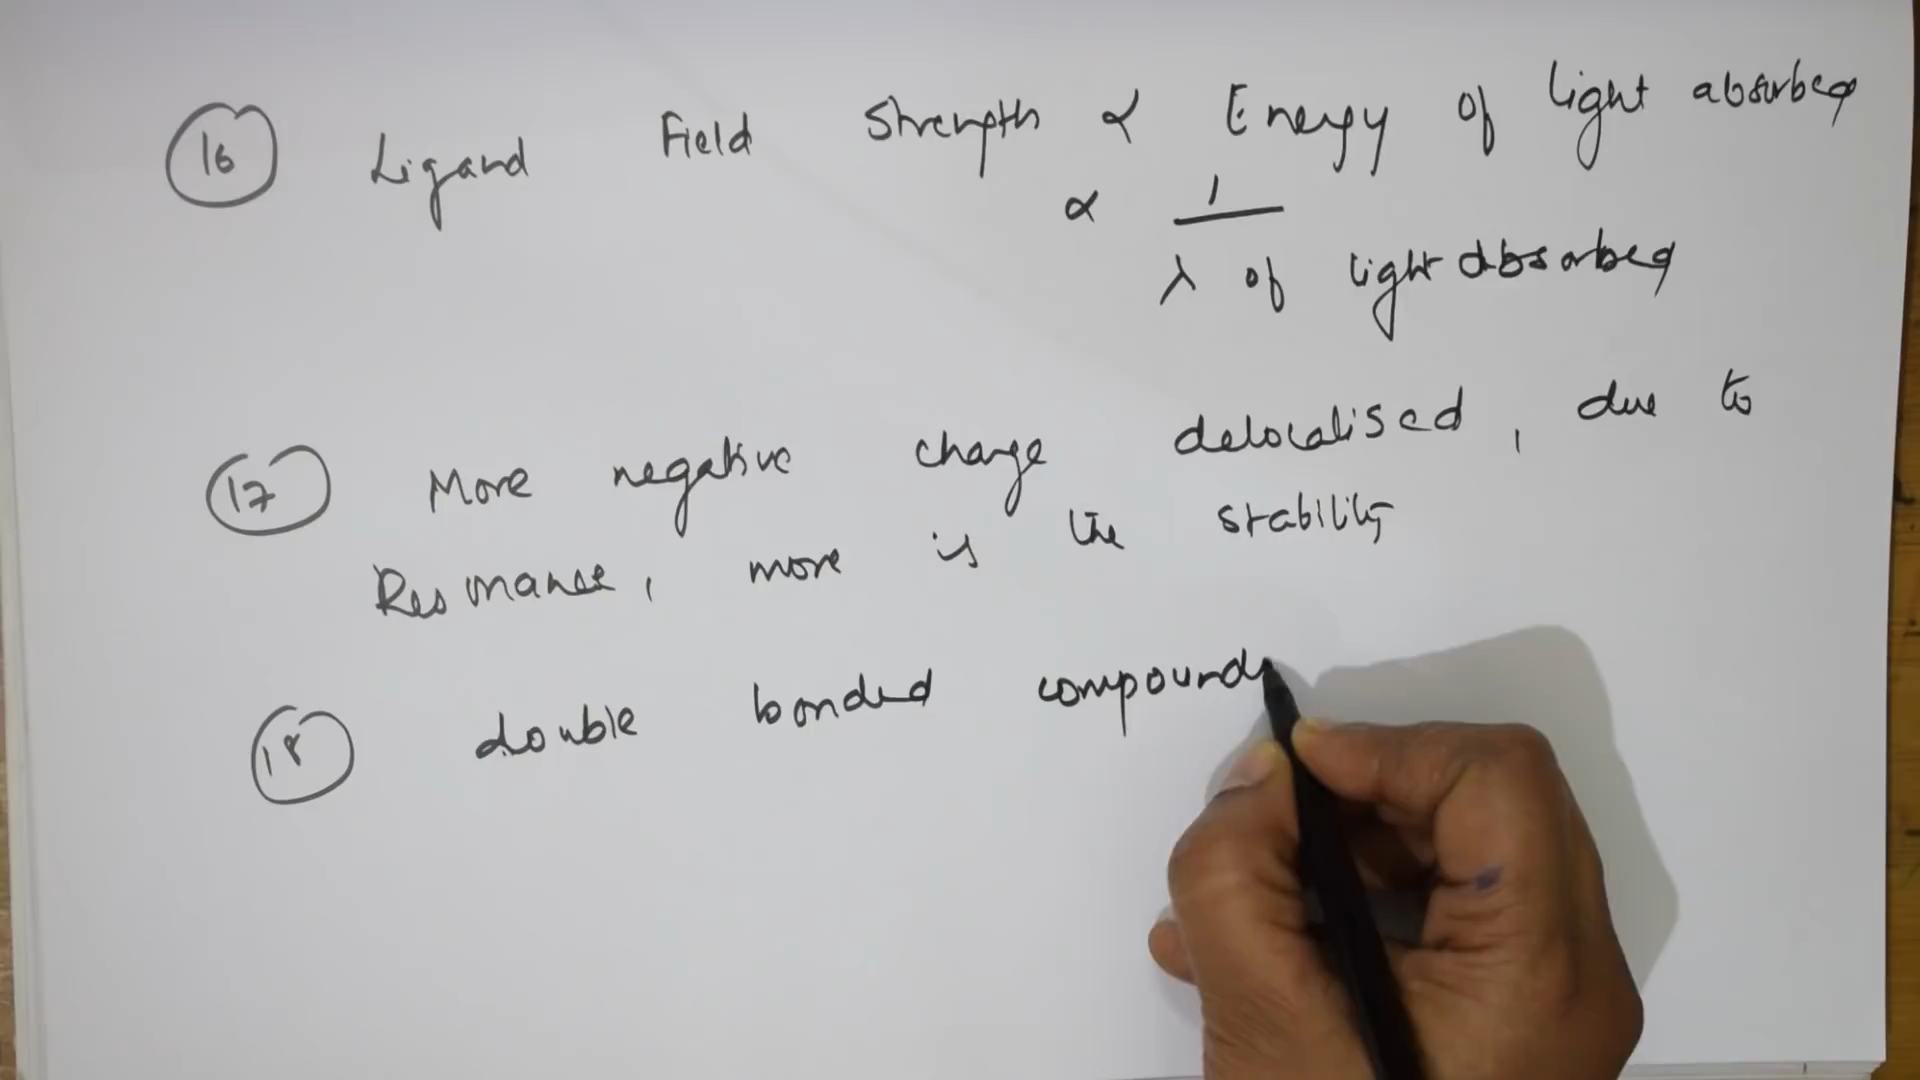 16 Ligand Field Strength ∝ Energy of light absorbed
∝ 1
λ of light absorbed
17 More negative charge delocalised, due to
Resonance, more is the stability
18 double bonded compounds